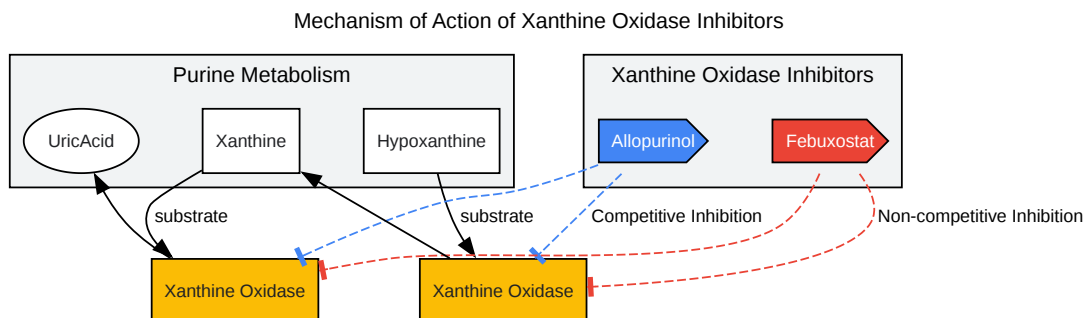 Mechanism of Action of Xanthine Oxidase Inhibitors
Purine Metabolism
Xanthine Oxidase Inhibitors
UricAcid
Xanthine
Hypoxanthine
Allopurinol
Febuxostat
substrate
substrate
Competitive Inhibition
Non-competitive Inhibition
Xanthine Oxidase
Xanthine Oxidase